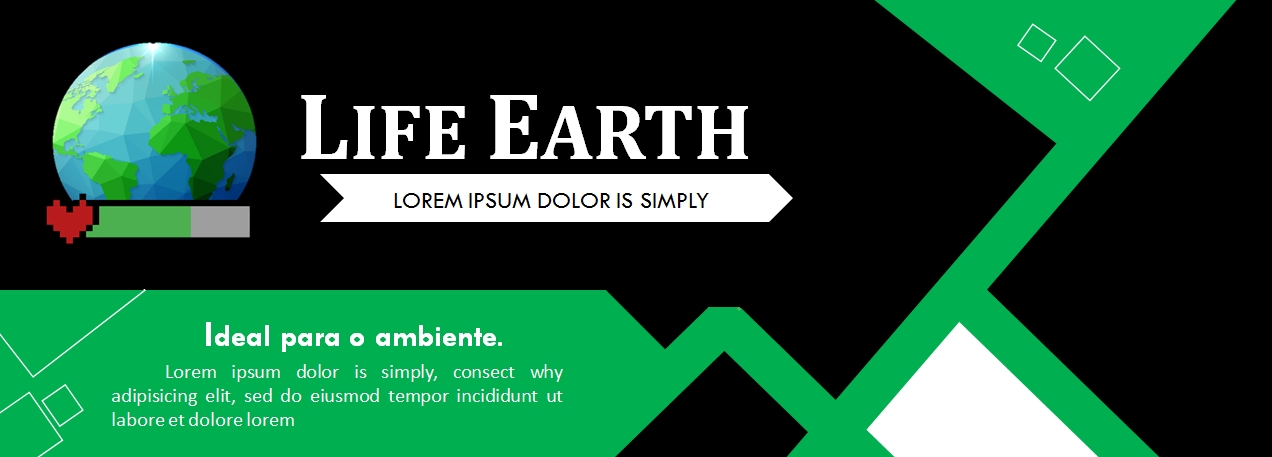 LIFE EARTH
LOREM IPSUM DOLOR IS SIMPLY
Ideal para o ambiente.
Lorem ipsum dolor is simply, consect why
adipisicing elit, sed do eiusmod tempor incididunt ut
labore et dolore lorem